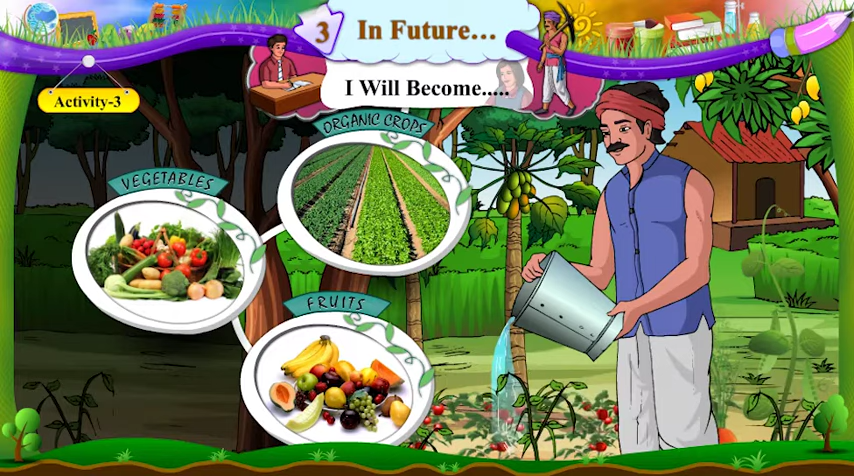 3 In Future...
I Will Become.....
Activity-3
ORGANIC CROPS
VEGETABLES
FRUITS